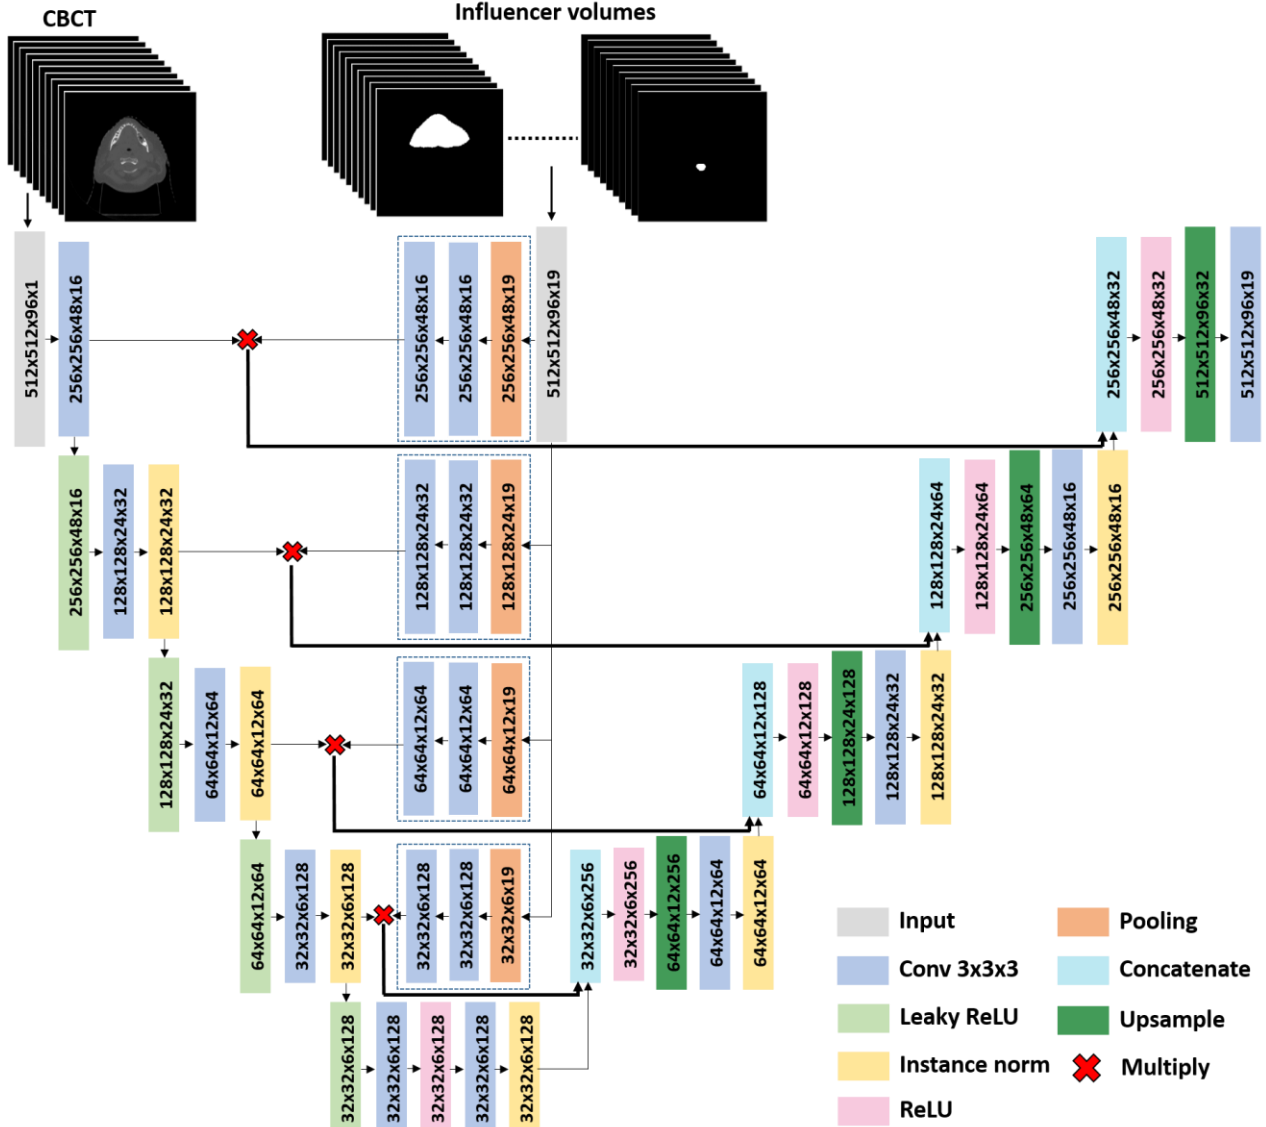 CBCT
Influencer volumes
512x512x96x1
256x256x48x16
256x256x48x16
256x256x48x16
256x256x48x19
512x512x96x19
256x256x48x32
256x256x48x32
512x512x96x32
512x512x96x19
256x256x48x16
128x128x24x32
128x128x24x32
128x128x24x32
128x128x24x32
128x128x24x19
128x128x24x64
128x128x24x64
256x256x48x64
256x256x48x16
256x256x48x16
128x128x24x32
64x64x12x64
64x64x12x64
64x64x12x64
64x64x12x64
64x64x12x19
64x64x12x128
64x64x12x128
128x128x24x128
128x128x24x32
128x128x24x32
64x64x12x64
32x32x6x128
32x32x6x128
32x32x6x128
32x32x6x128
32x32x6x19
32x32x6x256
32x32x6x256
64x64x12x256
64x64x12x64
64x64x12x64
32x32x6x128
32x32x6x128
32x32x6x128
32x32x6x128
32x32x6x128
Input
Conv 3x3x3
Leaky ReLU
Instance norm
ReLU
Pooling
Concatenate
Upsample
Multiply